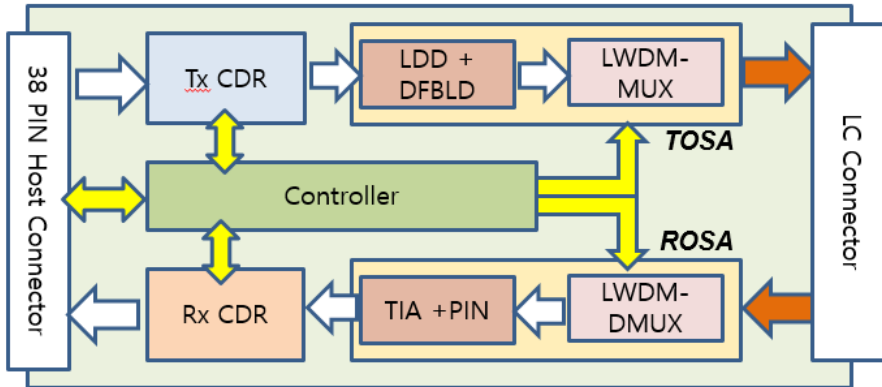 38 PIN Host Connector
Tx CDR
LDD +
DFBLD
LWDM-
MUX
TOSA
LC Connector
Controller
ROSA
Rx CDR
TIA +PIN
LWDM-
DMUX